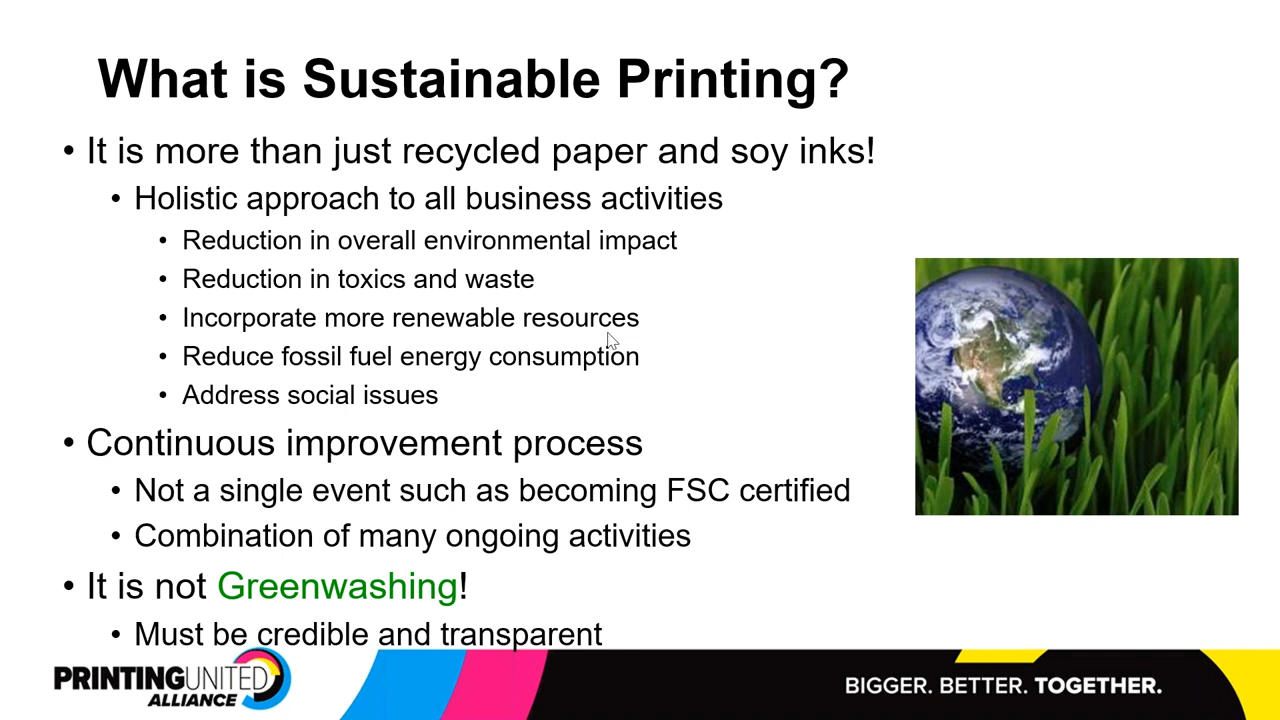 What is Sustainable Printing?
• It is more than just recycled paper and soy inks!
• Holistic approach to all business activities
• Reduction in overall environmental impact
• Reduction in toxics and waste
• Incorporate more renewable resources
• Reduce fossil fuel energy consumption
• Address social issues
• Continuous improvement process
• Not a single event such as becoming FSC certified
• Combination of many ongoing activities
• It is not Greenwashing!
• Must be credible and transparent
PRINTINGUNITED
ALLIANCE
BIGGER. BETTER. TOGETHER.